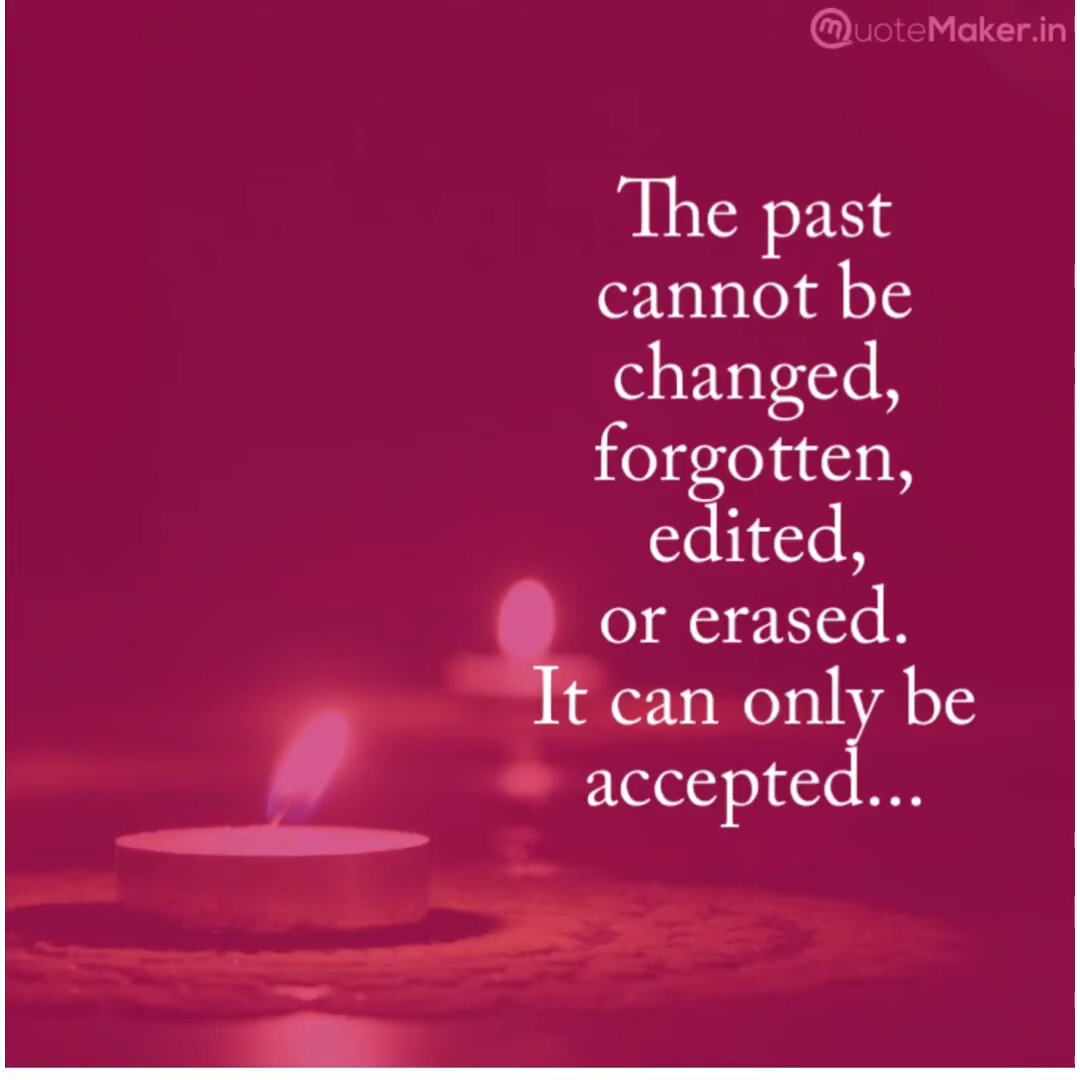 QuoteMaker.in
The past
cannot be
changed,
forgotten,
edited,
or erased.
It can only be
accepted...